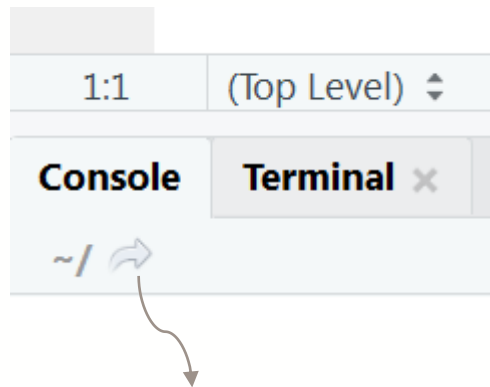 1:1 (Top Level)
Console Terminal ×
~/